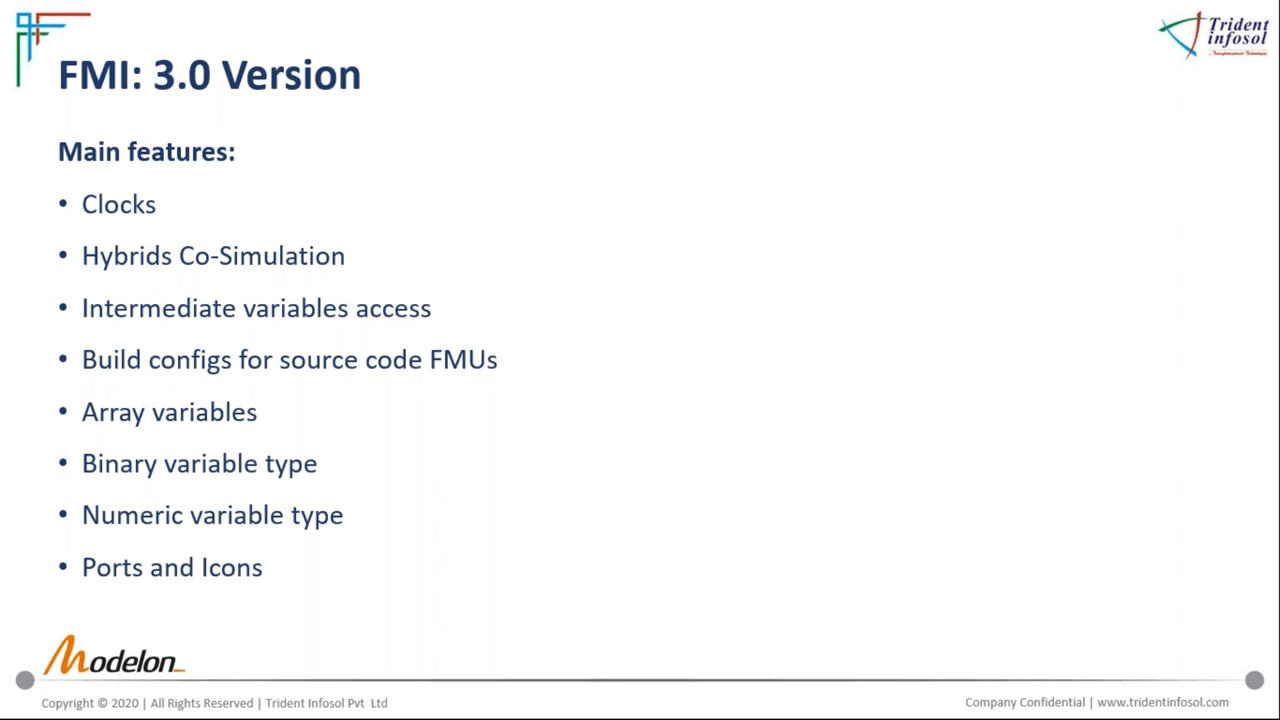 Trident
infosol
FMI: 3.0 Version
Main features:
• Clocks
• Hybrids Co-Simulation
• Intermediate variables access
• Build configs for source code FMUs
• Array variables
• Binary variable type
• Numeric variable type
• Ports and Icons
Modelon
Copyright © 2020 | All Rights Reserved | Trident Infosol Pvt Ltd
Company Confidential | www.tridentinfosol.com